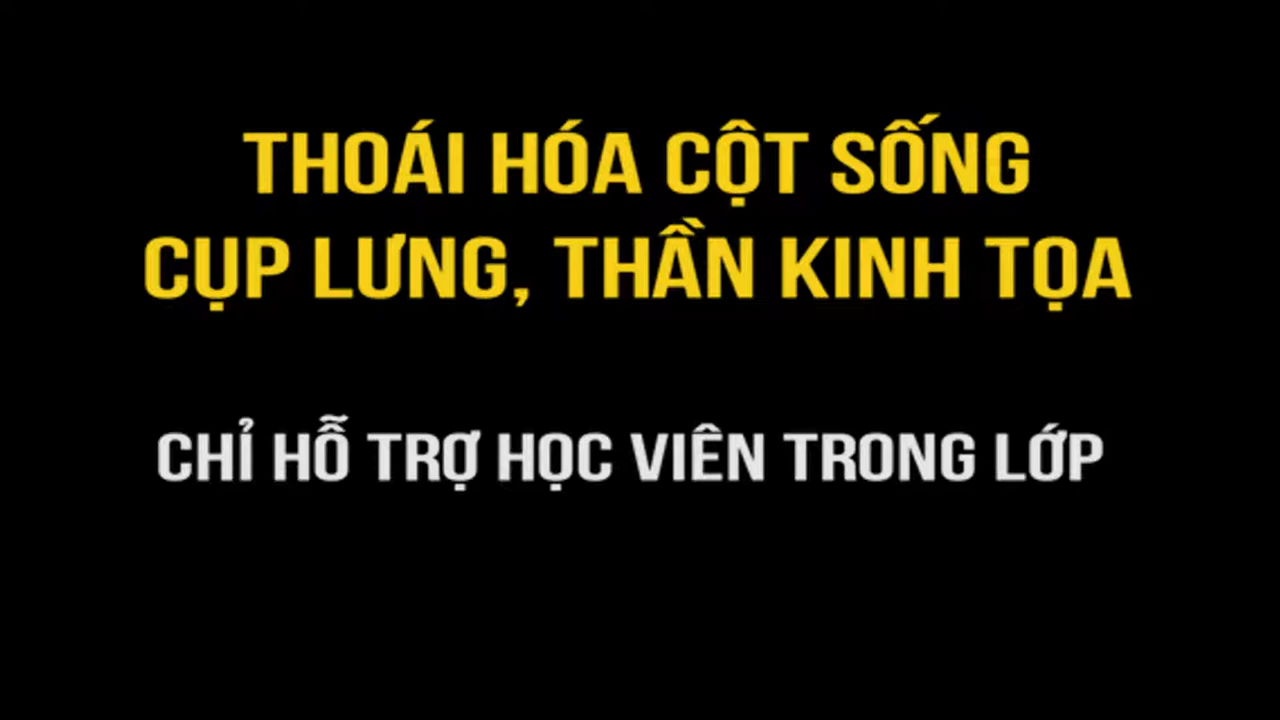 THOÁI HÓA CỘT SỐNG
CỤP LƯNG, THẦN KINH TỌA
CHỈ HỖ TRỢ HỌC VIÊN TRONG LỚP